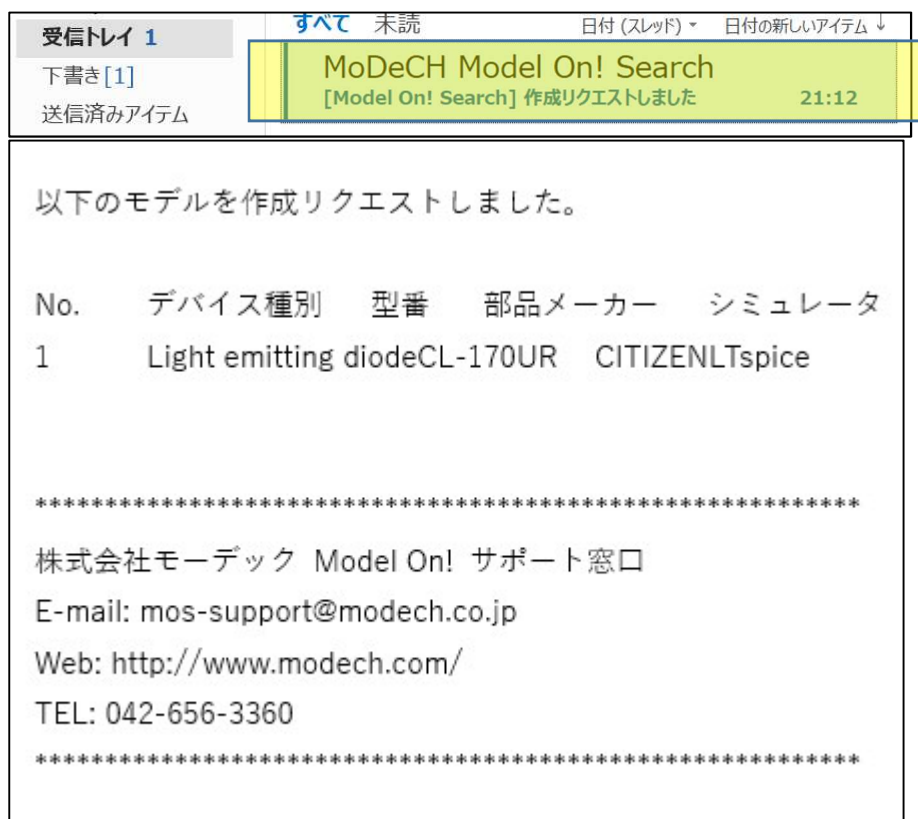 受信トレイ 1
下書き[1]
送信済みアイテム
すべて 未読 日付 (スレッド) 日付の新しいアイテム ↓
MoDeCH Model On! Search
[Model On! Search] 作成リクエストしました 21:12
以下のモデルを作成リクエストしました。
No. デバイス種別 型番 部品メーカー シミュレータ
1 Light emitting diodeCL-170UR CITIZENLTspice
***********************************************************
株式会社モーデック Model On! サポート窓口
E-mail: mos-support@modech.co.jp
Web: http://www.modech.com/
TEL: 042-656-3360
***********************************************************